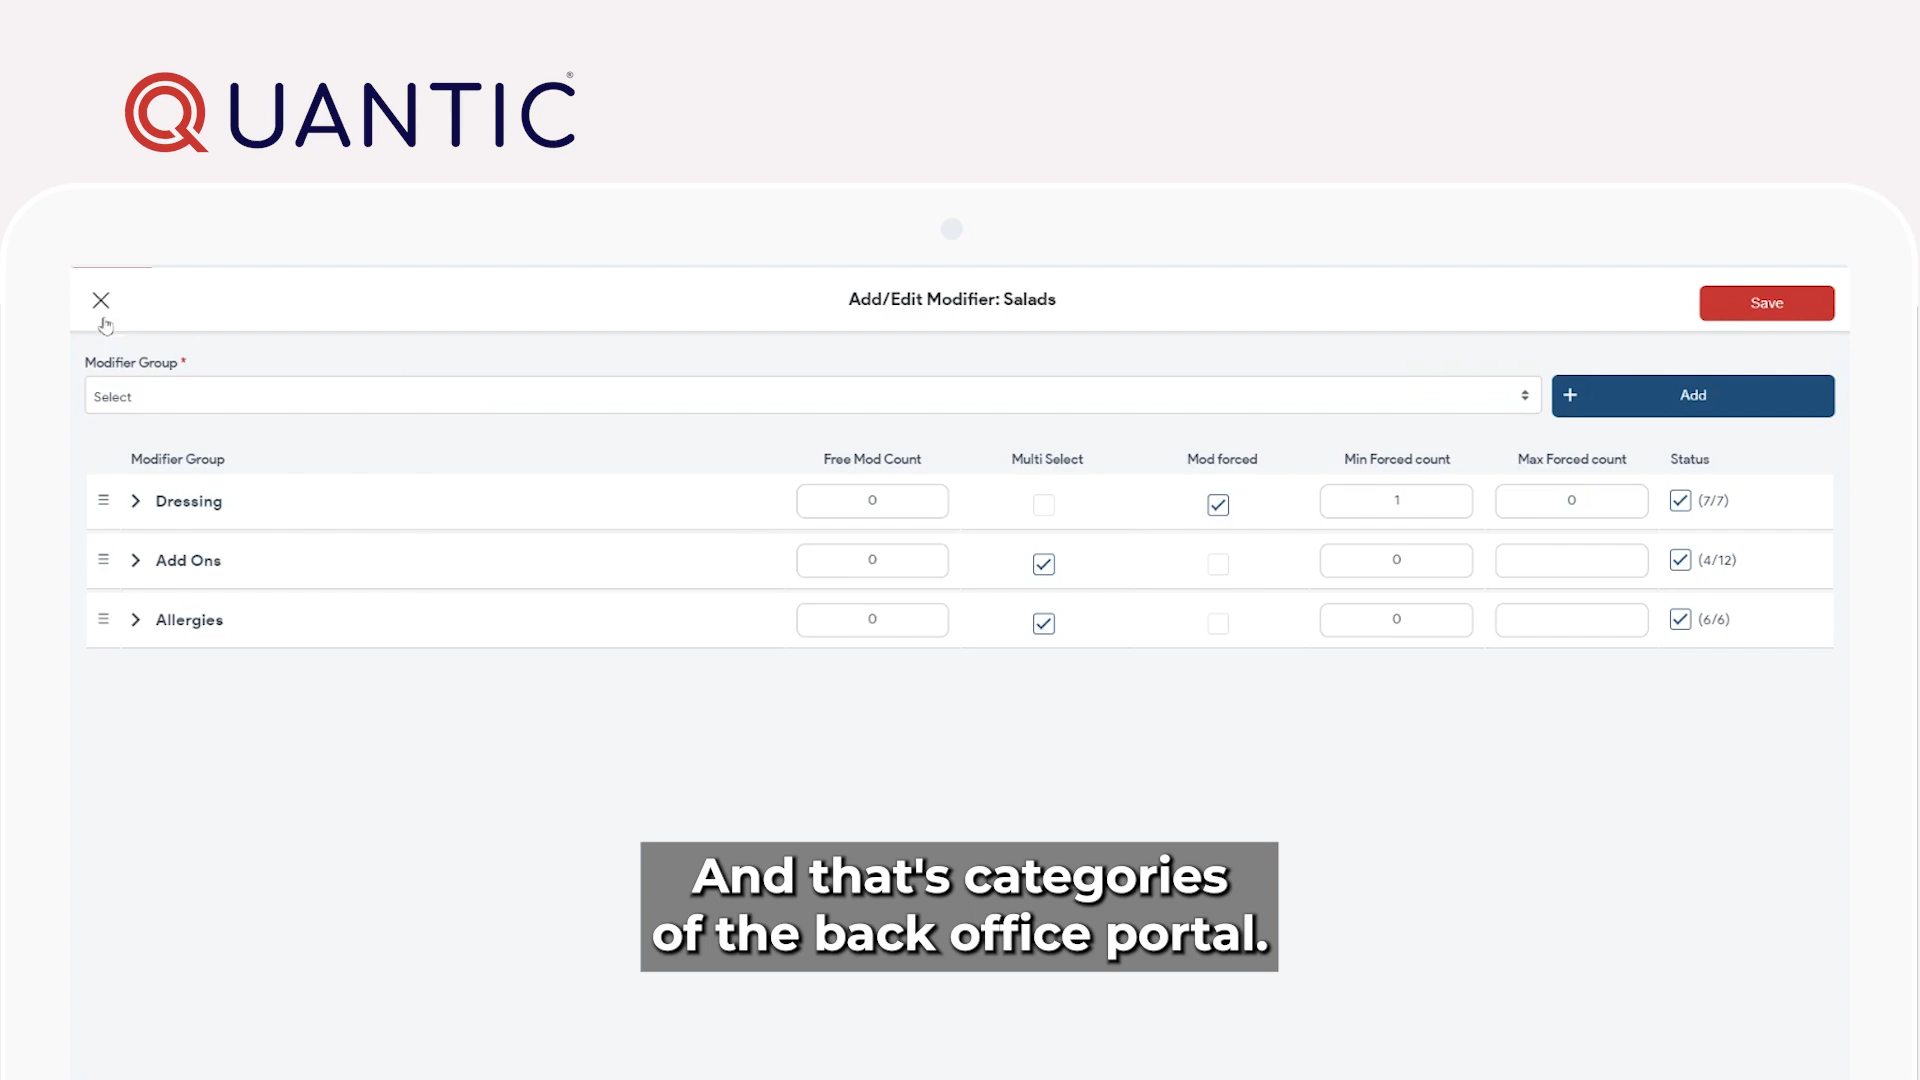 QUANTIC®
Add/Edit Modifier: Salads
Save
Modifier Group *
Select
+ Add
Modifier Group Free Mod Count Multi Select Mod forced Min Forced count Max Forced count Status
Dressing 0 1 0 (7/7)
Add Ons 0 0 (4/12)
Allergies 0 0 (6/6)
And that's categories
of the back office portal.